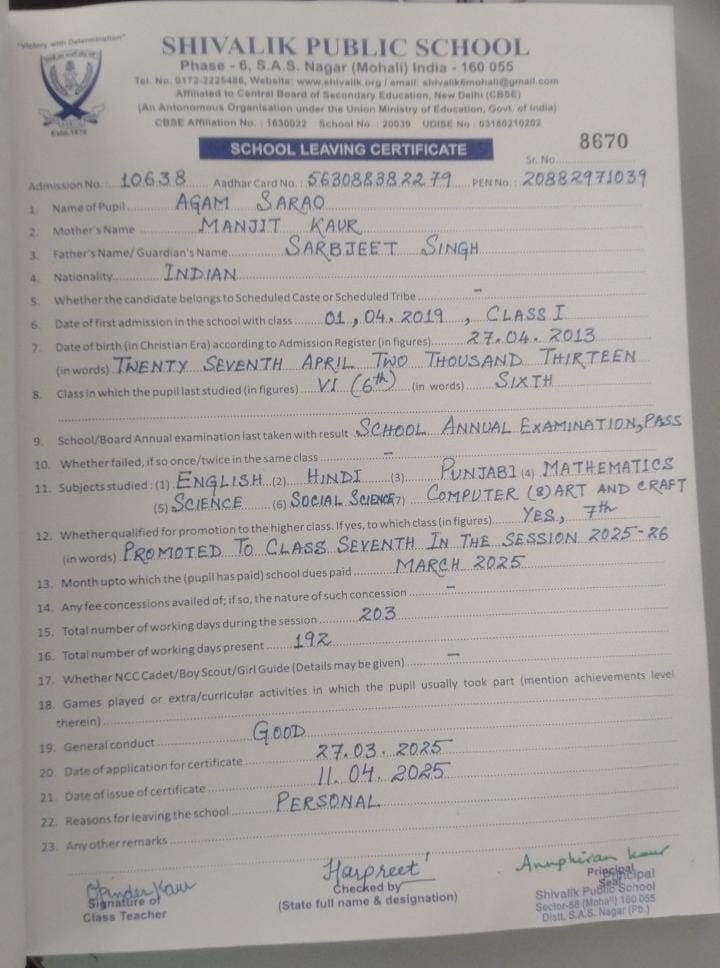 "Victory with Determination"
SHIVALIK PUBLIC SCHOOL
Phase - 6, S.A.S. Nagar (Mohali) India - 160 055
Tel. No. 0172-2225486, Website: www.shivalik.org / email: shivalik6mohali@gmail.com
Affiliated to Central Board of Secondary Education, New Delhi (CBSE)
(An Antonomous Organisation under the Union Ministry of Education, Govt. of India)
CBSE Affiliation No. : 1630022 School No. : 20039 UDISE No : 03180210202
Estd. 1976
SCHOOL LEAVING CERTIFICATE
Sr. No. 8670
Admission No.: 10638 Aadhar Card No.: 563088382279 PEN No.: 20882971039
1. Name of Pupil AGAM SARAO
2. Mother's Name MANJIT KAUR
3. Father's Name/ Guardian's Name SARBJEET SINGH
4. Nationality INDIAN
5. Whether the candidate belongs to Scheduled Caste or Scheduled Tribe –
6. Date of first admission in the school with class 01,04.2019, CLASS I
7. Date of birth (in Christian Era) according to Admission Register (in figures) 27.04.2013
(in words) TWENTY SEVENTH APRIL TWO THOUSAND THIRTEEN
8. Class in which the pupil last studied (in figures) VI (6th) (in words) SIXTH
9. School/Board Annual examination last taken with result SCHOOL ANNUAL EXAMINATION, PASS
10. Whether failed, if so once/twice in the same class –
11. Subjects studied : (1) ENGLISH (2) HINDI (3) PUNJABI (4) MATHEMATICS
(5) SCIENCE (6) SOCIAL SCIENCE (7) COMPUTER (8) ART AND CRAFT
12. Whether qualified for promotion to the higher class. If yes, to which class (in figures) YES, 7th
(in words) PROMOTED TO CLASS SEVENTH IN THE SESSION 2025-26
13. Month upto which the (pupil has paid) school dues paid MARCH 2025
14. Any fee concessions availed of; if so, the nature of such concession –
15. Total number of working days during the session 203
16. Total number of working days present 192
17. Whether NCC Cadet/Boy Scout/Girl Guide (Details may be given) –
18. Games played or extra/curricular activities in which the pupil usually took part (mention achievements level
therein)
19. General conduct GOOD
20. Date of application for certificate 27.03.2025
21. Date of issue of certificate 11.04.2025
22. Reasons for leaving the school PERSONAL
23. Any other remarks
Harpreet Anuphiran Kaur
Signature of Checked by Principal
Class Teacher (State full name & designation) Seal
Principal
Shivalik Public School
Sector-56 (Mohali) 160 055
Distt. S.A.S. Nagar (Pb.)